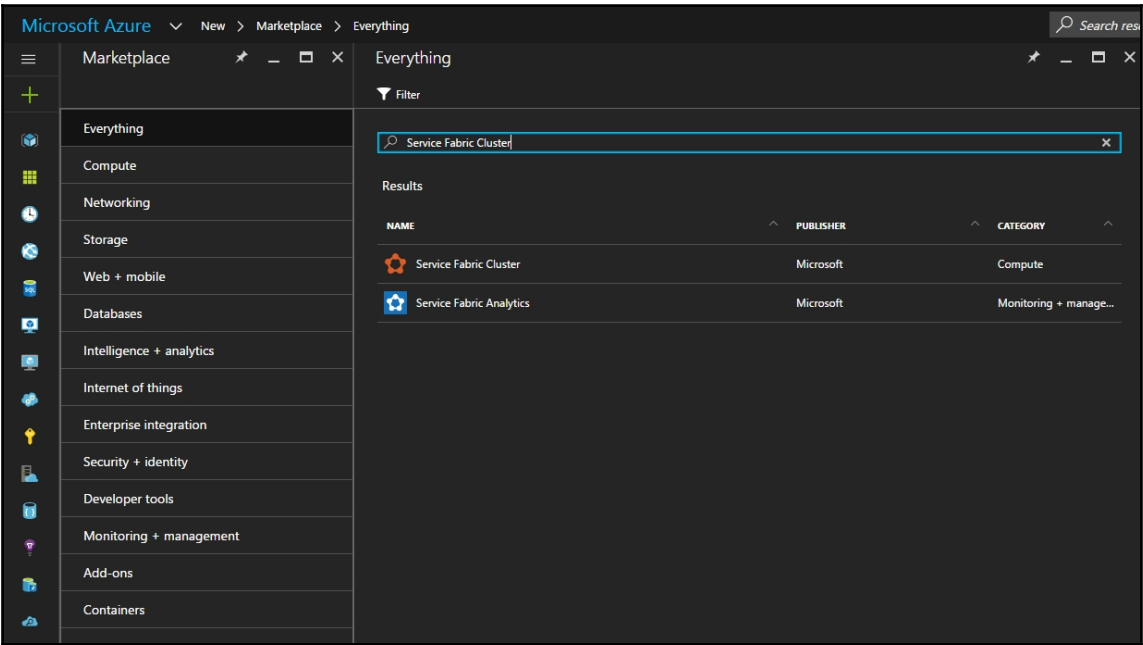 Microsoft Azure New > Marketplace > Everything
Search
Marketplace
Everything
Filter
Everything
Compute
Networking
Storage
Web + mobile
Databases
Intelligence + analytics
Internet of things
Enterprise integration
Security + identity
Developer tools
Monitoring + management
Add-ons
Containers
Service Fabric Cluster
Results
NAME PUBLISHER CATEGORY
Service Fabric Cluster Microsoft Compute
Service Fabric Analytics Microsoft Monitoring + manage...
SQL